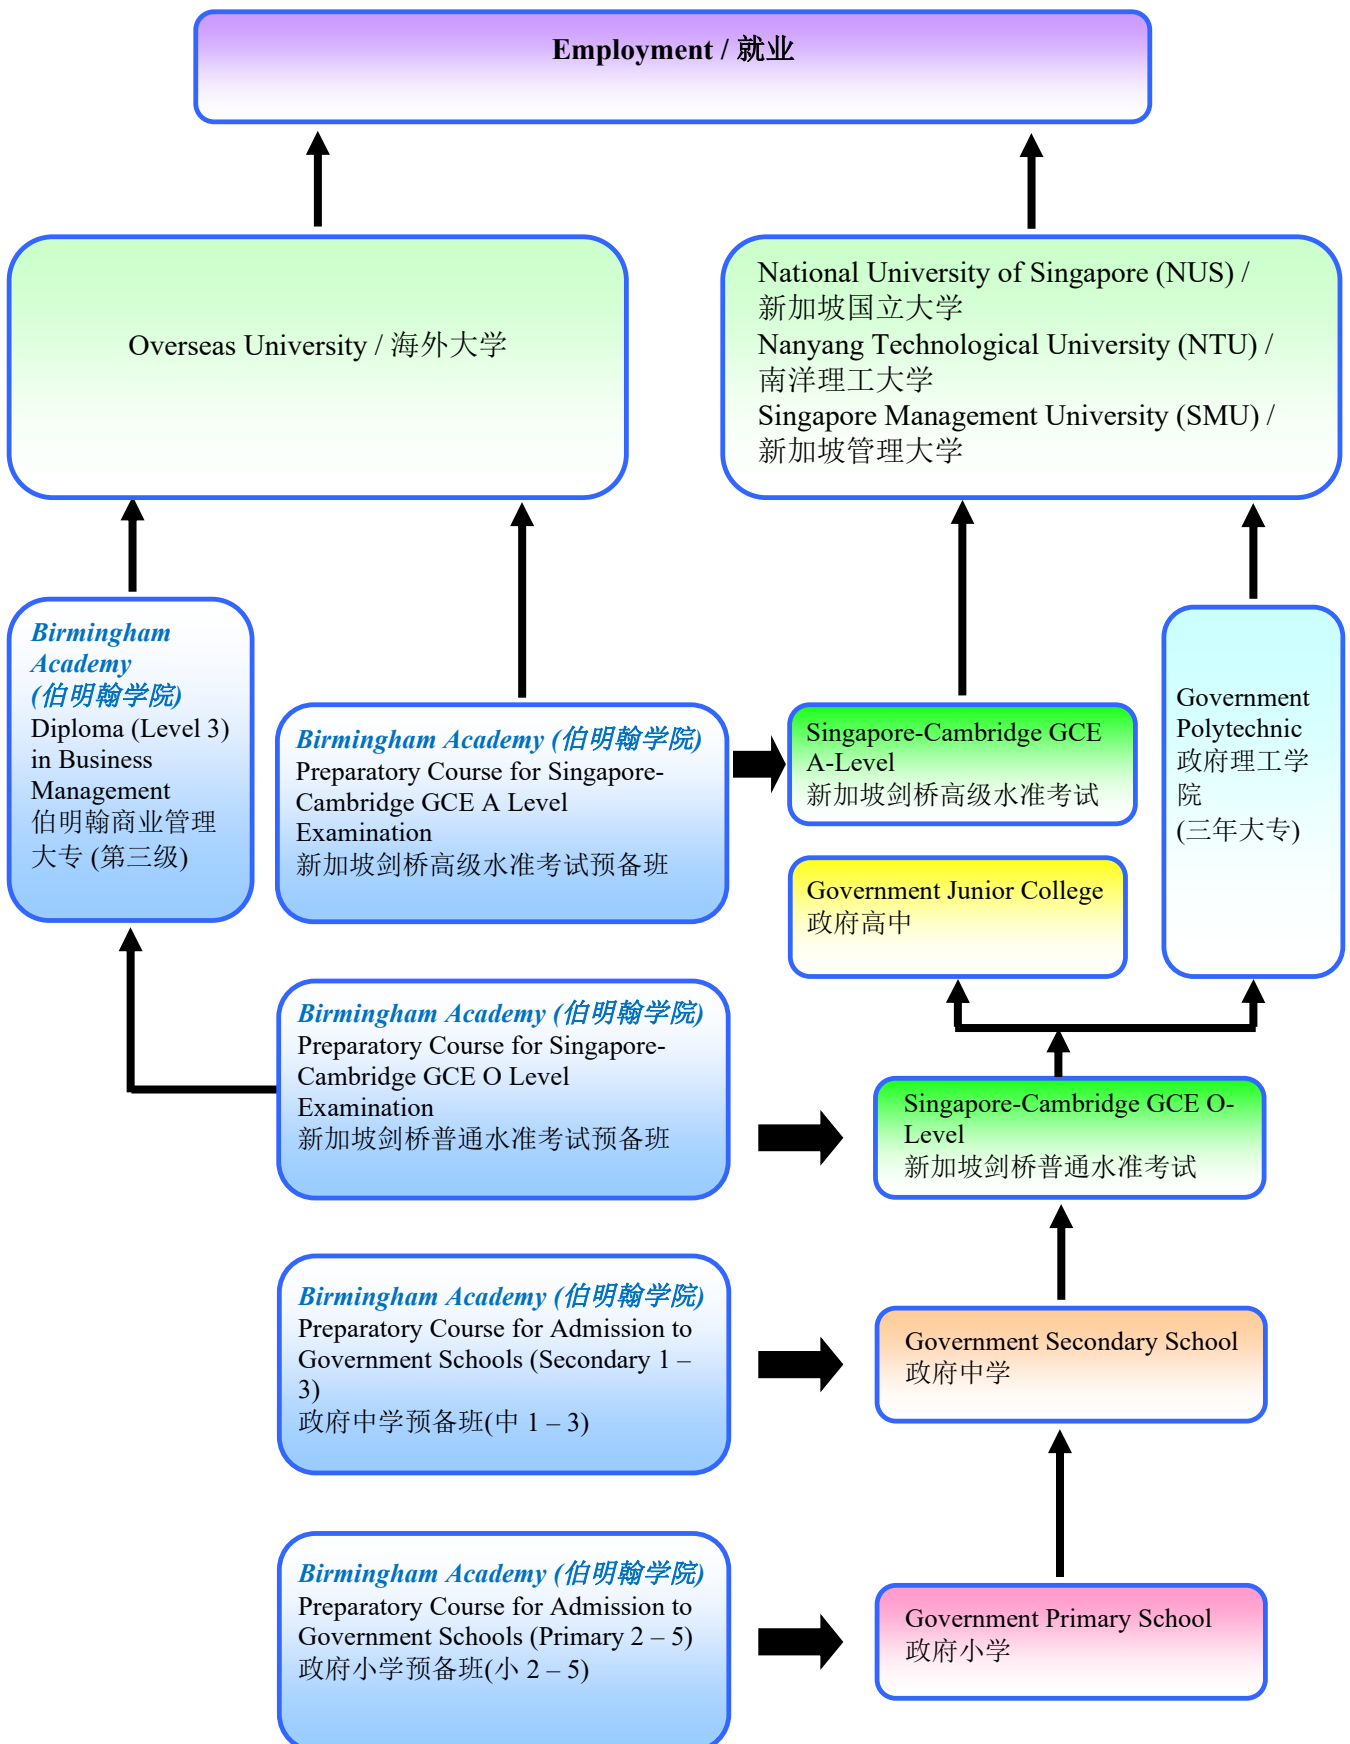 Employment / 就业
Overseas University / 海外大学
National University of Singapore (NUS) /
新加坡国立大学
Nanyang Technological University (NTU) /
南洋理工大学
Singapore Management University (SMU) /
新加坡管理大学
Birmingham
Academy
(伯明翰学院)
Diploma (Level 3)
in Business
Management
伯明翰商业管理
大专 (第三级)
Birmingham Academy (伯明翰学院)
Preparatory Course for Singapore-
Cambridge GCE A Level
Examination
新加坡剑桥高级水准考试预备班
Singapore-Cambridge GCE
A-Level
新加坡剑桥高级水准考试
Government
Polytechnic
政府理工学
院
(三年大专)
Government Junior College
政府高中
Birmingham Academy (伯明翰学院)
Preparatory Course for Singapore-
Cambridge GCE O Level
Examination
新加坡剑桥普通水准考试预备班
Singapore-Cambridge GCE O-
Level
新加坡剑桥普通水准考试
Birmingham Academy (伯明翰学院)
Preparatory Course for Admission to
Government Schools (Secondary 1 –
3)
政府中学预备班(中 1 – 3)
Government Secondary School
政府中学
Birmingham Academy (伯明翰学院)
Preparatory Course for Admission to
Government Schools (Primary 2 – 5)
政府小学预备班(小 2 – 5)
Government Primary School
政府小学